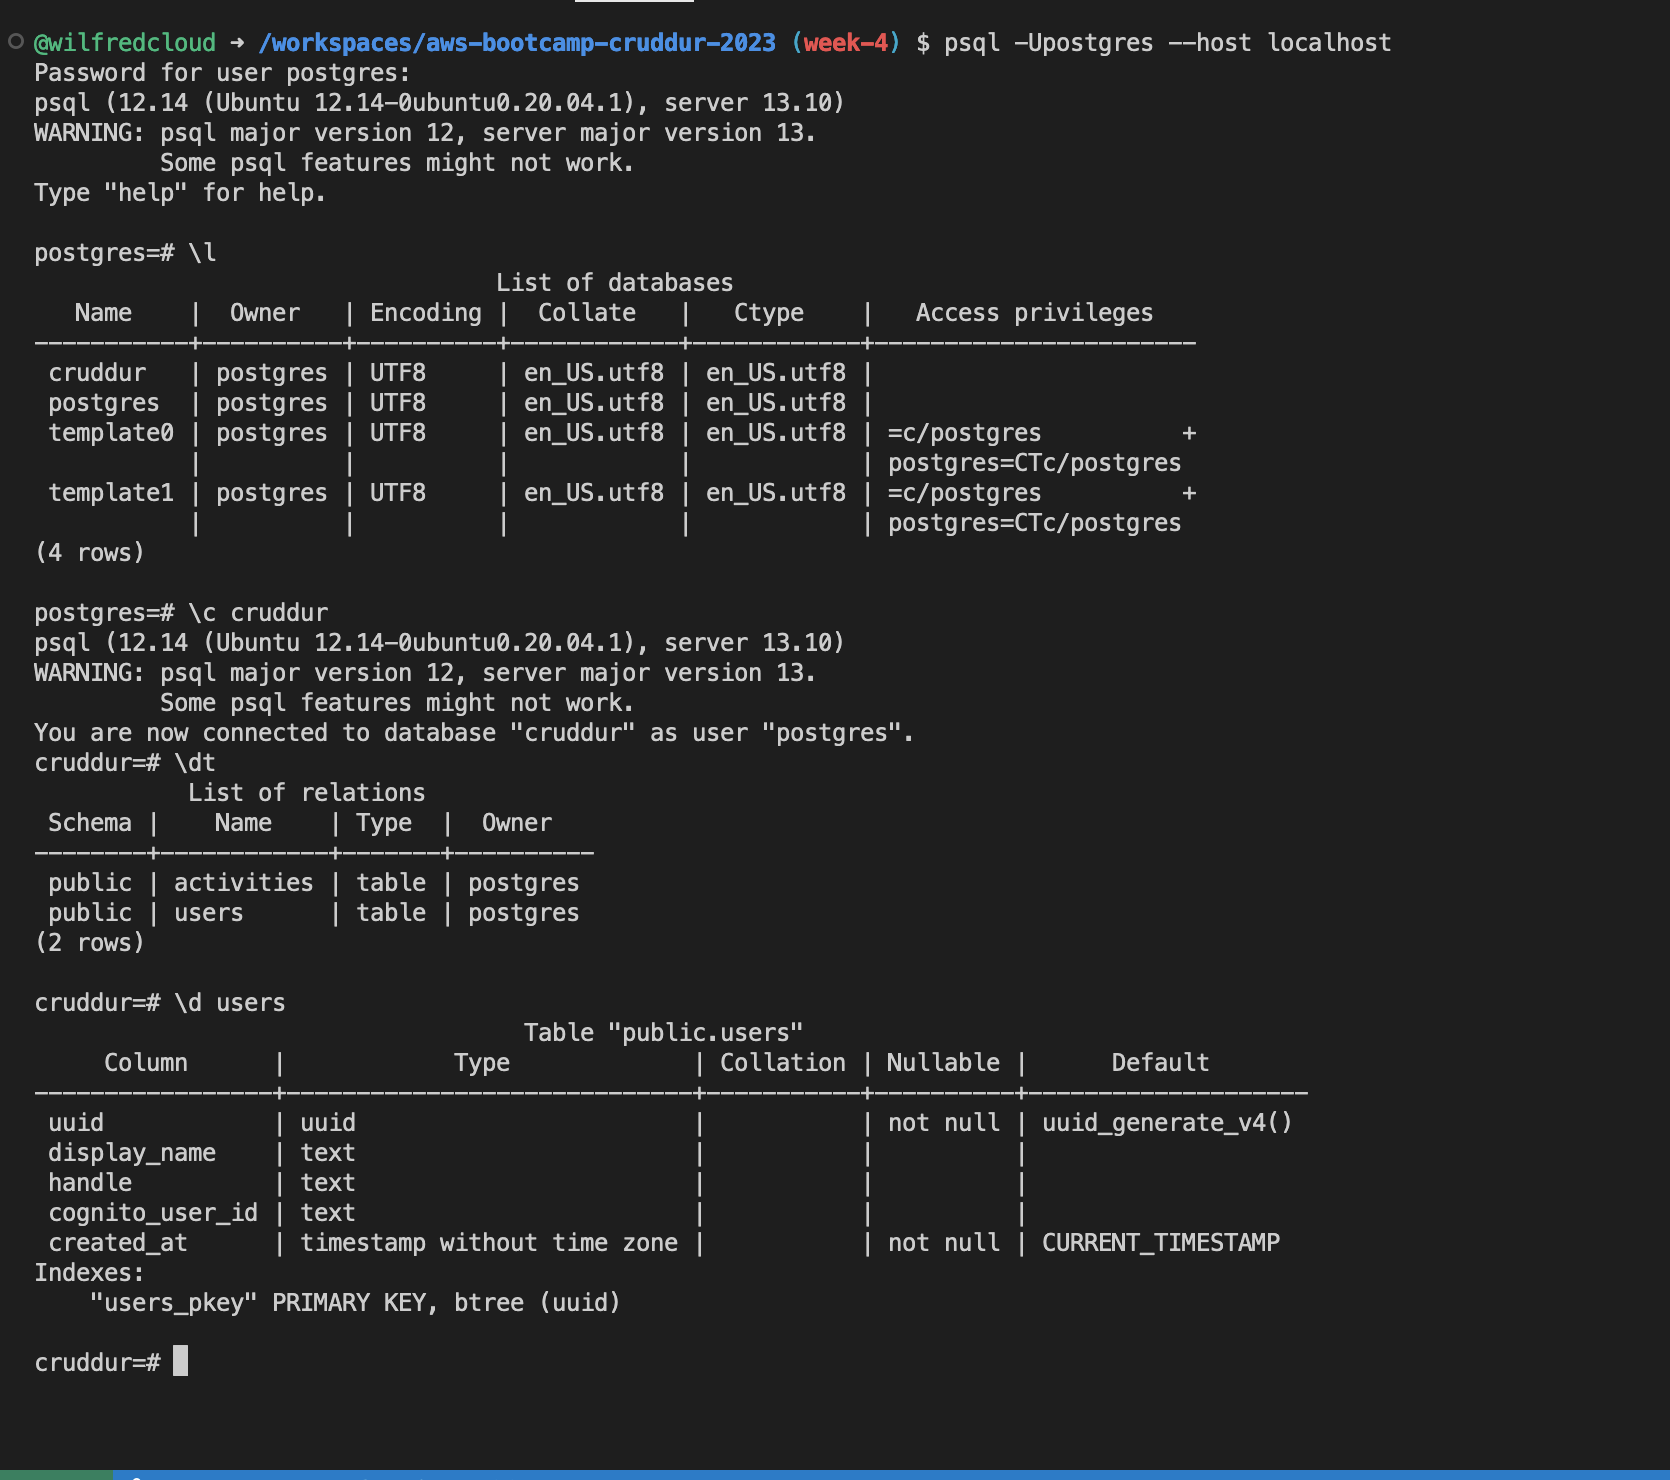 @wilfredcloud ➜ /workspaces/aws-bootcamp-cruddur-2023 (week-4) $ psql -Upostgres --host localhost
Password for user postgres:
psql (12.14 (Ubuntu 12.14-0ubuntu0.20.04.1), server 13.10)
WARNING: psql major version 12, server major version 13.
         Some psql features might not work.
Type "help" for help.

postgres=# \l
                                 List of databases
   Name    |  Owner   | Encoding |  Collate   |   Ctype    |   Access privileges
-----------+----------+----------+------------+------------+-----------------------
 cruddur   | postgres | UTF8     | en_US.utf8 | en_US.utf8 |
 postgres  | postgres | UTF8     | en_US.utf8 | en_US.utf8 |
 template0 | postgres | UTF8     | en_US.utf8 | en_US.utf8 | =c/postgres          +
           |          |          |            |            | postgres=CTc/postgres
 template1 | postgres | UTF8     | en_US.utf8 | en_US.utf8 | =c/postgres          +
           |          |          |            |            | postgres=CTc/postgres
(4 rows)

postgres=# \c cruddur
psql (12.14 (Ubuntu 12.14-0ubuntu0.20.04.1), server 13.10)
WARNING: psql major version 12, server major version 13.
         Some psql features might not work.
You are now connected to database "cruddur" as user "postgres".
cruddur=# \dt
           List of relations
 Schema |    Name    | Type  |  Owner
--------+------------+-------+----------
 public | activities | table | postgres
 public | users      | table | postgres
(2 rows)

cruddur=# \d users
                                   Table "public.users"
     Column      |            Type             | Collation | Nullable |      Default
-----------------+-----------------------------+-----------+----------+--------------------
 uuid            | uuid                        |           | not null | uuid_generate_v4()
 display_name    | text                        |           |          |
 handle          | text                        |           |          |
 cognito_user_id | text                        |           |          |
 created_at      | timestamp without time zone |           | not null | CURRENT_TIMESTAMP
Indexes:
    "users_pkey" PRIMARY KEY, btree (uuid)

cruddur=#